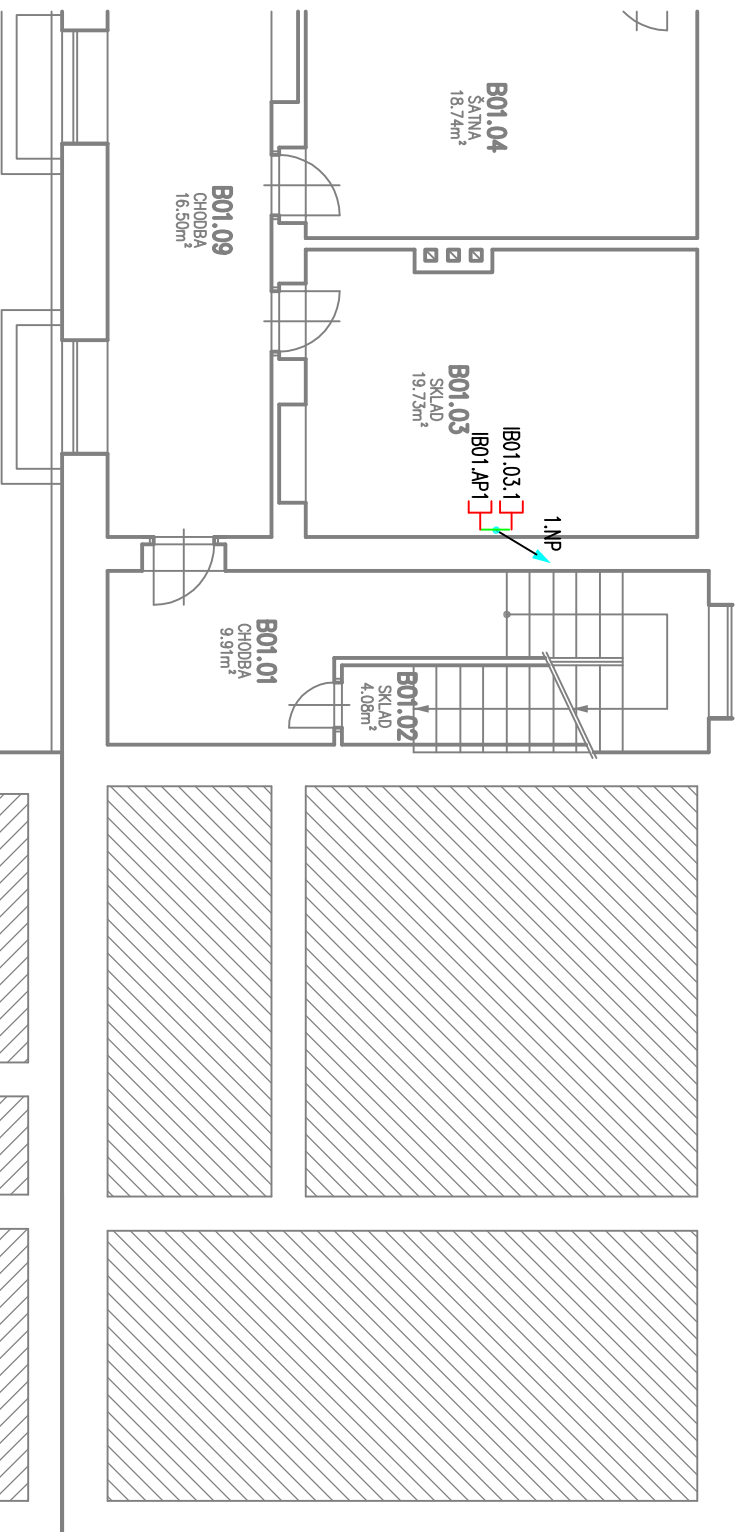 B01.04
ŠATNA
18.74m²
B01.09
CHODBA
16.50m²
B01.03
SKLAD
19.73m²
IB01.03.1
IB01.AP1
1.NP
B01.01
CHODBA
9.91m²
B01.02
SKLAD
4.08m²